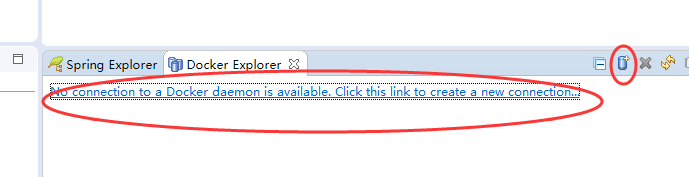 Spring Explorer Docker Explorer
No connection to a Docker daemon is available. Click this link to create a new connection...